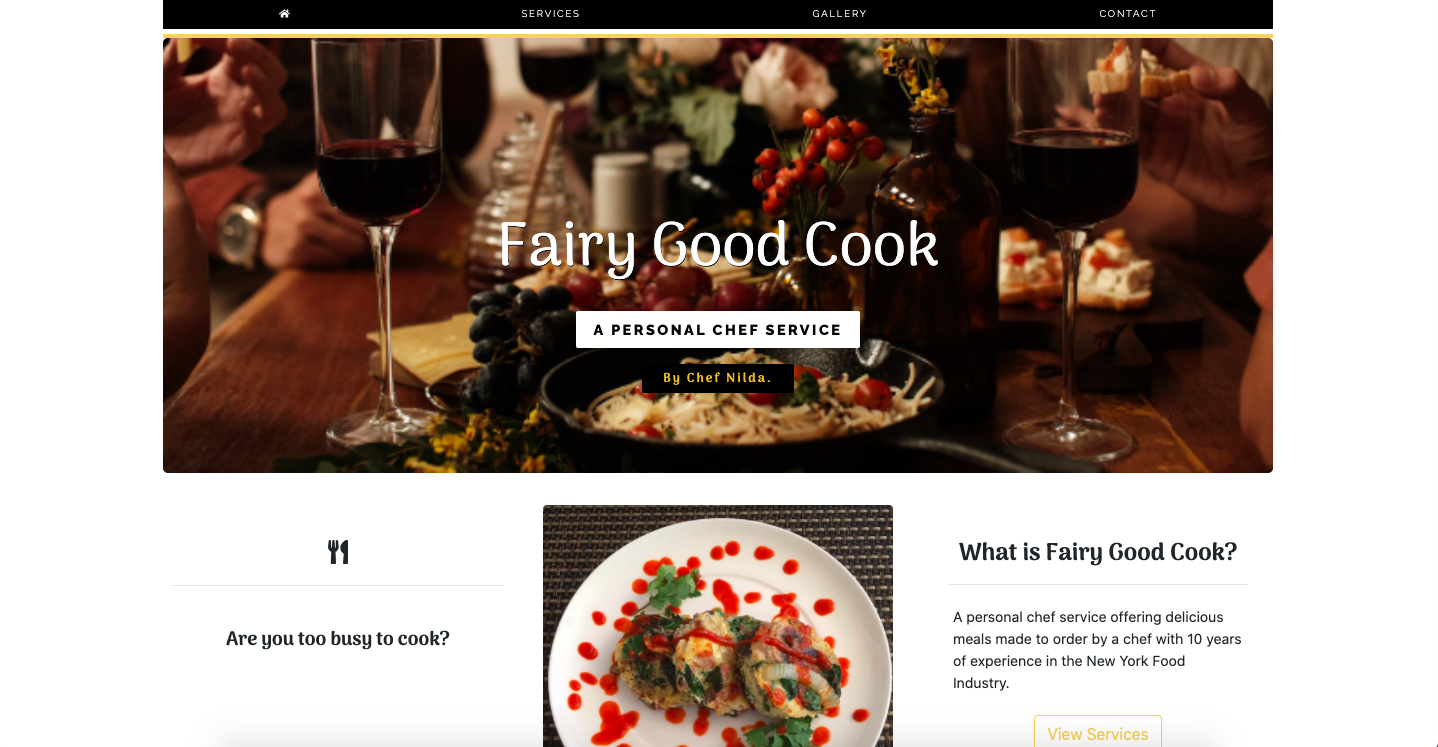 SERVICES
GALLERY
CONTACT
Fairy Good Cook
A PERSONAL CHEF SERVICE
By Chef Nilda.
Are you too busy to cook?
What is Fairy Good Cook?
A personal chef service offering delicious
meals made to order by a chef with 10 years
of experience in the New York Food
Industry.
View Services